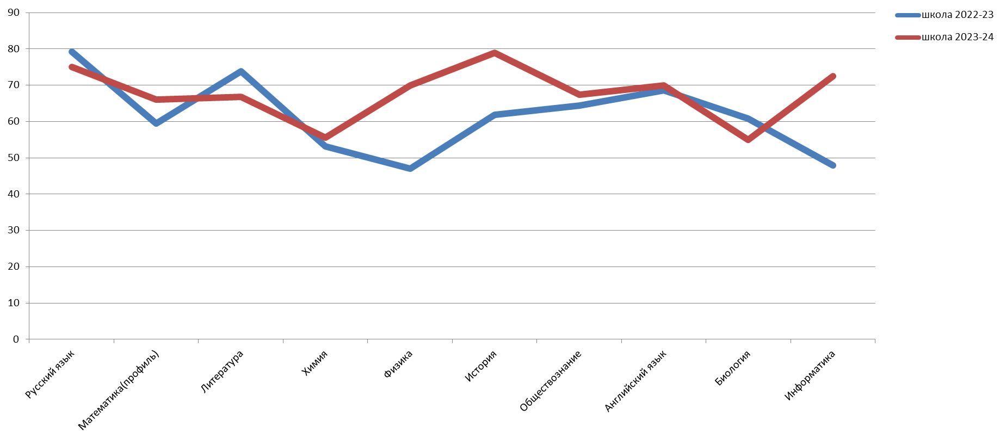 90
80
70
60
50
40
30
20
10
0
Русский язык
Математика(профиль)
Литература
Химия
Физика
История
Обществознание
Английский язык
Биология
Информатика
школа 2022-23
школа 2023-24